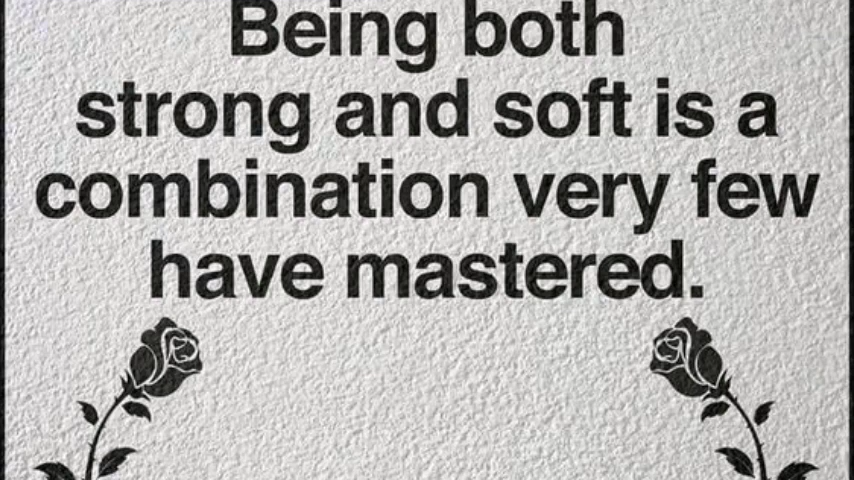 Being both
strong and soft is a
combination very few
have mastered.